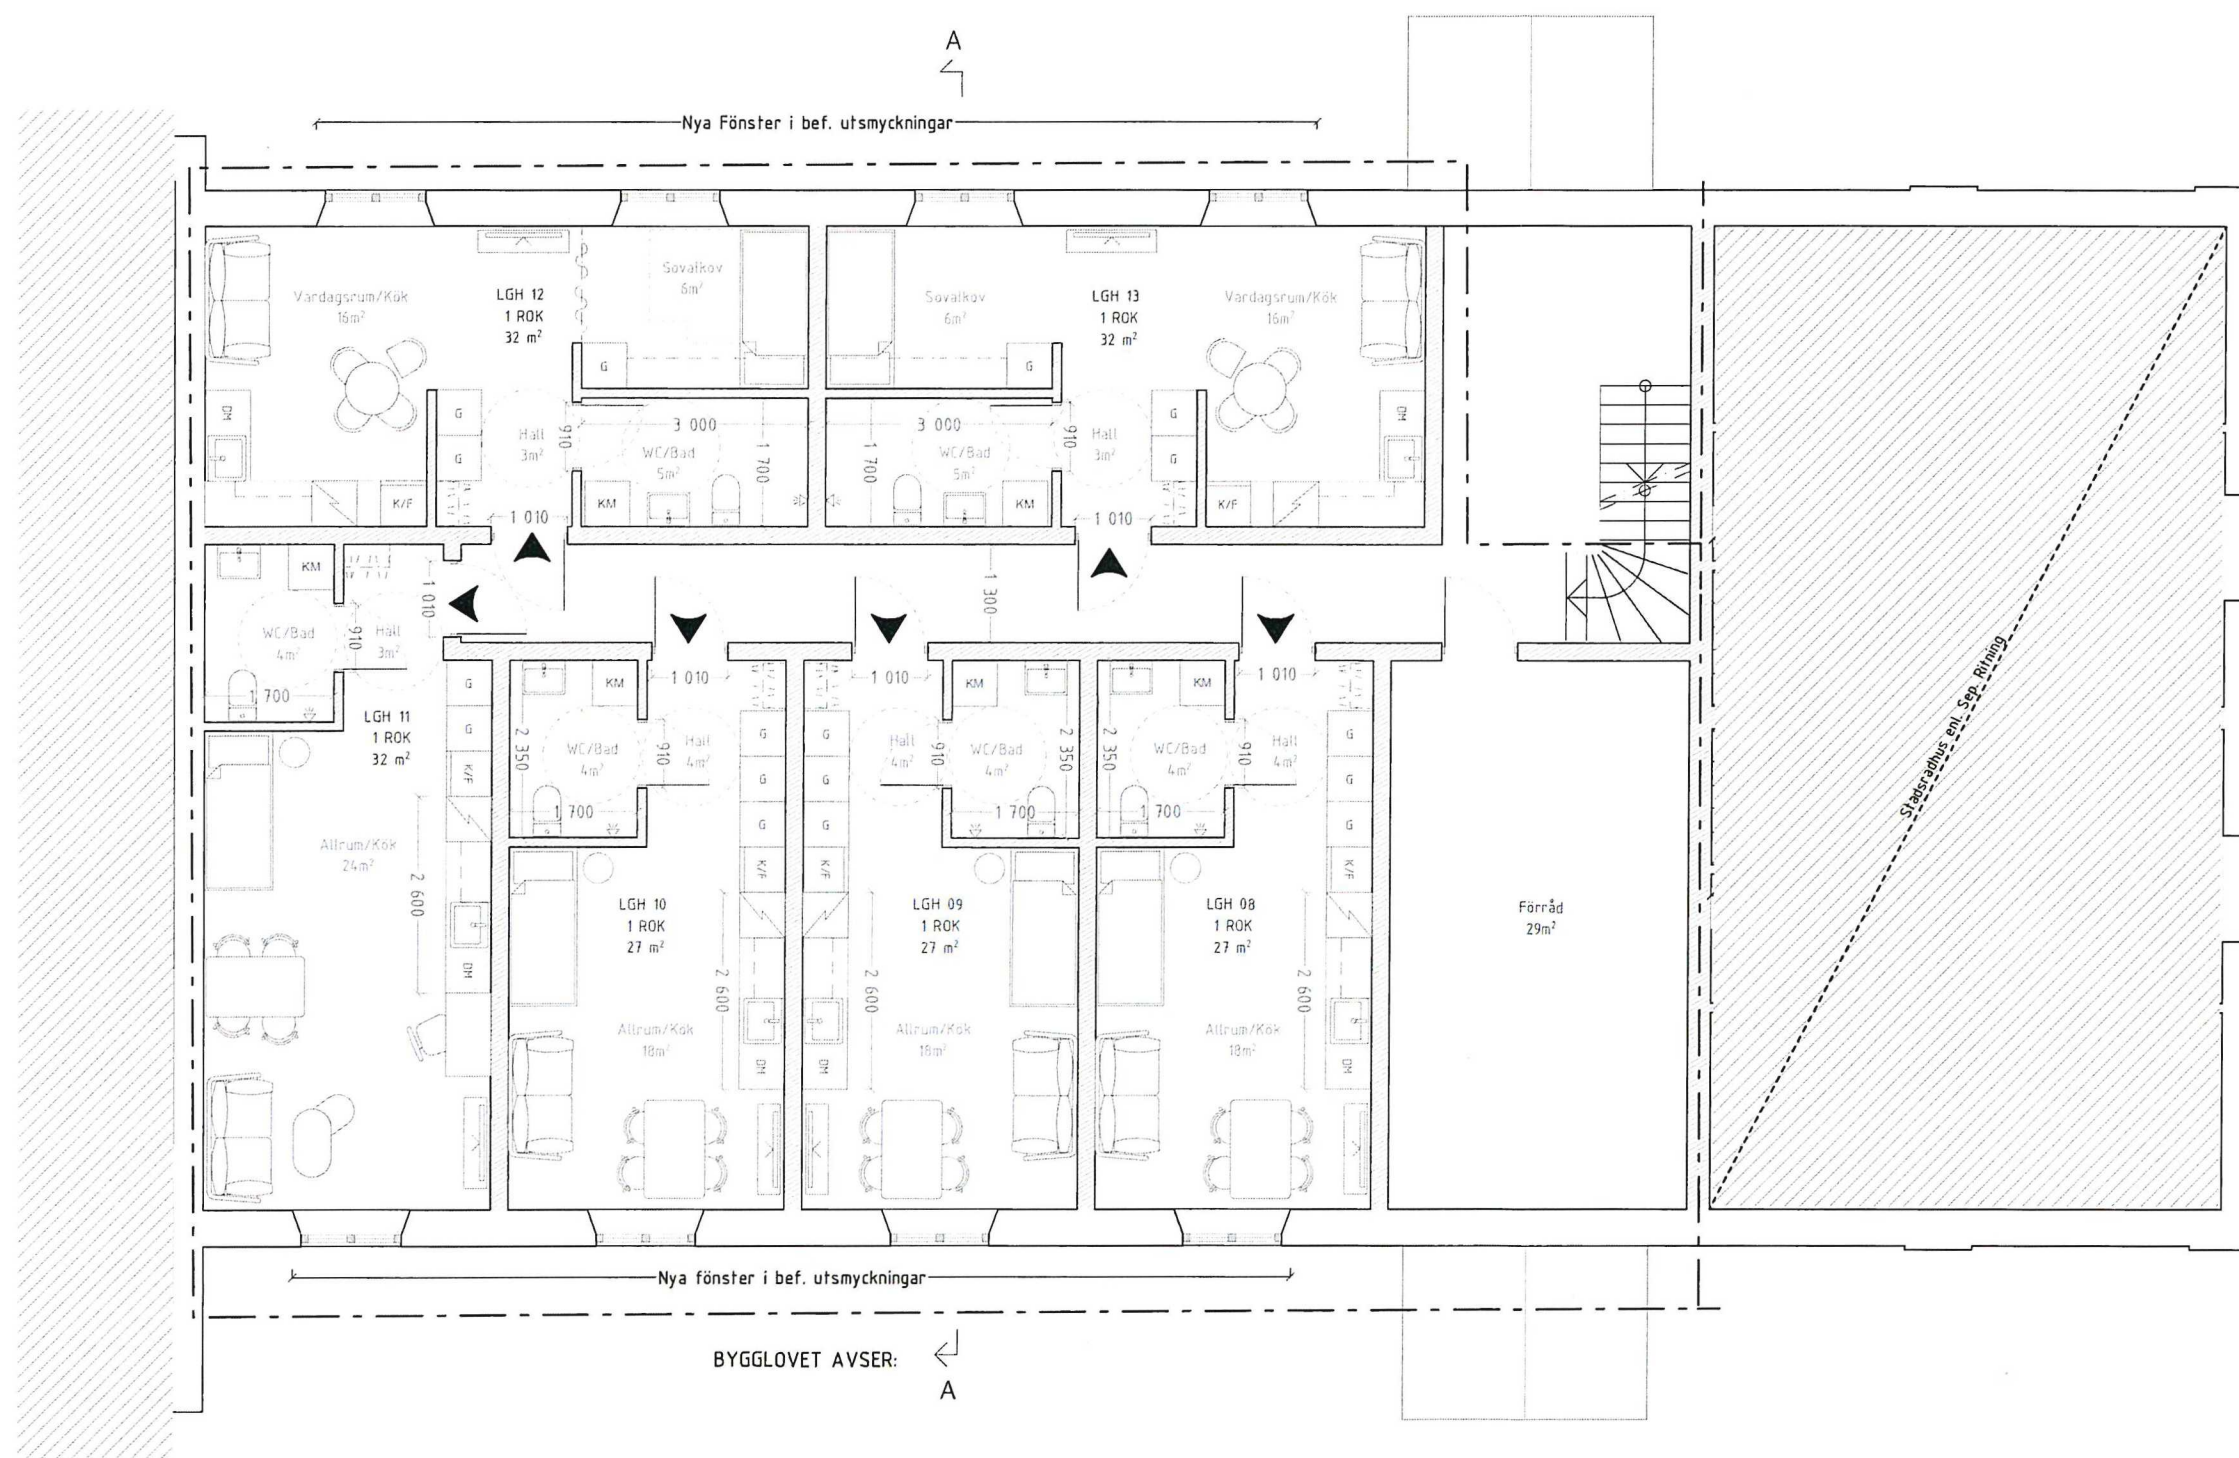 A
Nya Fönster i bef. utsmyckningar
Vardagsrum/Kök
16m²
LGH 12
1 ROK
32 m²
Sovalkov
6m²
G
Sovalkov
6m²
G
LGH 13
1 ROK
32 m²
Vardagsrum/Kök
16m²
DM
G
G
Hall
3m²
910
3 000
WC/Bad
5m²
1 700
KM
K/F
1 010
3 000
WC/Bad
5m²
1 700
KM
910
Hall
3m²
G
G
DM
K/F
1 010
KM
WC/Bad
4m²
910
Hall
3m²
1 010
1 700
1 300
LGH 11
1 ROK
32 m²
G
G
K/F
Allrum/Kök
24m²
2 600
DM
KM
1 010
2 350
WC/Bad
4m²
910
Hall
4m²
1 700
G
G
G
K/F
LGH 10
1 ROK
27 m²
2 600
Allrum/Kök
18m²
DM
1 010
KM
G
G
G
K/F
Hall
4m²
910
WC/Bad
4m²
2 350
1 700
LGH 09
1 ROK
27 m²
2 600
Allrum/Kök
18m²
DM
KM
1 010
2 350
WC/Bad
4m²
910
Hall
4m²
1 700
G
G
G
K/F
LGH 08
1 ROK
27 m²
2 600
Allrum/Kök
18m²
DM
Förråd
29m²
Stadsradhus enl. Sep. Ritning
Nya fönster i bef. utsmyckningar
BYGGLOVET AVSER:
A